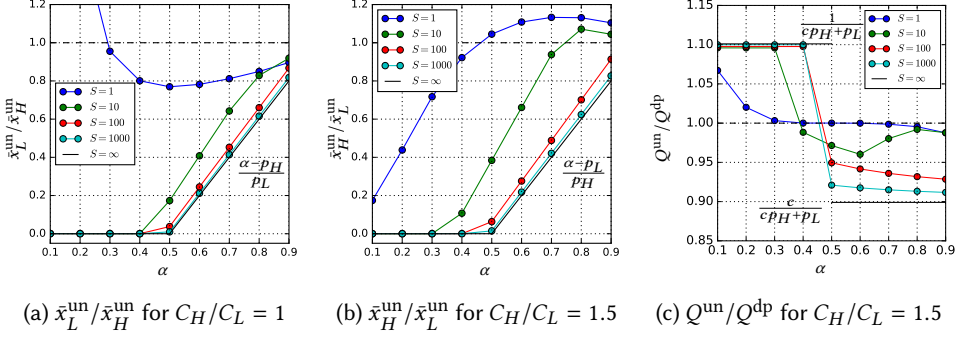 1.2
1.0
0.8
0.6
0.4
0.2
0.0
x̄_L^un/x̄_H^un
S=1
S=10
S=100
S=1000
S=∞
(α−p_H)/p_L
0.1 0.2 0.3 0.4 0.5 0.6 0.7 0.8 0.9
α
(a) x̄_L^un/x̄_H^un for C_H/C_L = 1
1.2
1.0
0.8
0.6
0.4
0.2
0.0
x̄_H^un/x̄_L^un
S=1
S=10
S=100
S=1000
S=∞
(α−p_L)/p_H
0.1 0.2 0.3 0.4 0.5 0.6 0.7 0.8 0.9
α
(b) x̄_H^un/x̄_L^un for C_H/C_L = 1.5
1.15
1.10
1.05
1.00
0.95
0.90
0.85
Q^un/Q^dp
1/(cp_H+p_L)
S=1
S=10
S=100
S=1000
S=∞
c/(cp_H+p_L)
0.1 0.2 0.3 0.4 0.5 0.6 0.7 0.8 0.9
α
(c) Q^un/Q^dp for C_H/C_L = 1.5